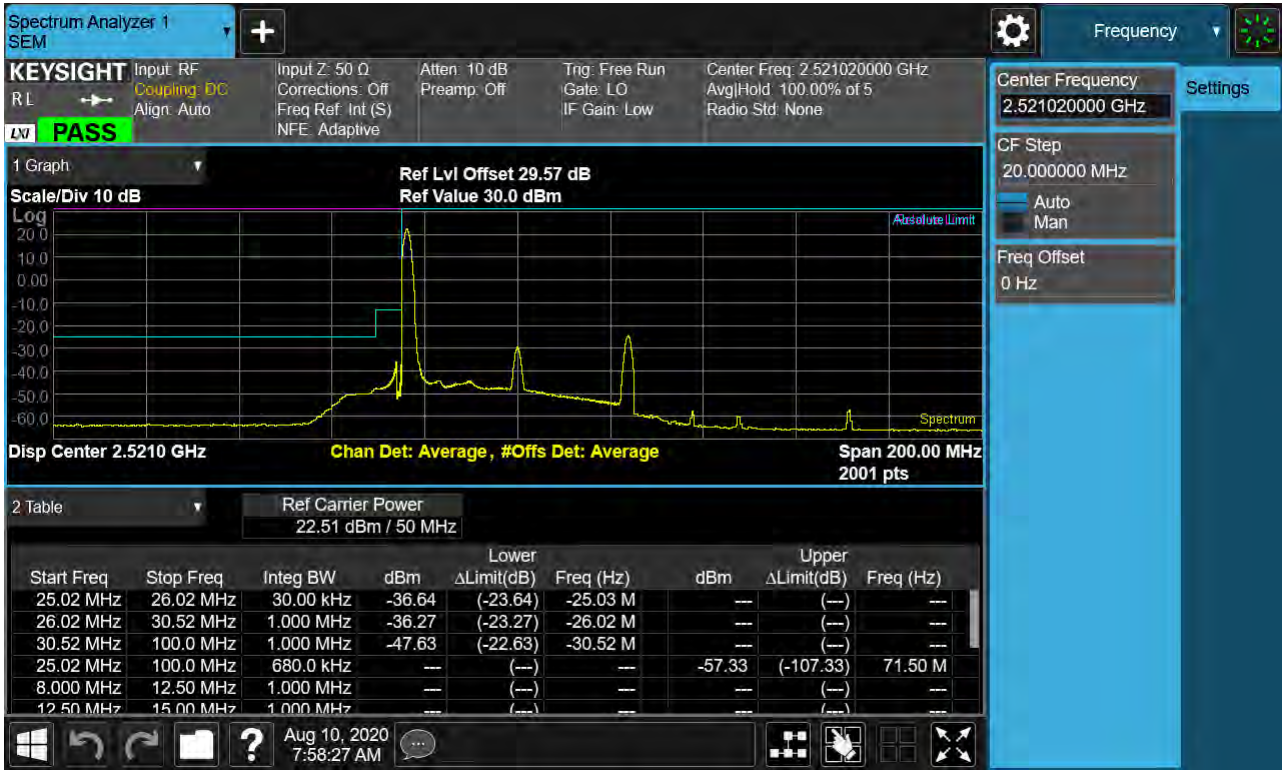 Spectrum Analyzer 1
SEM
Frequency
KEYSIGHT
RL
LXI PASS
Input: RF
Coupling: DC
Align: Auto
Input Z: 50 Ω
Corrections: Off
Freq Ref: Int (S)
NFE: Adaptive
Atten: 10 dB
Preamp: Off
Trig: Free Run
Gate: LO
IF Gain: Low
Center Freq: 2.521020000 GHz
Avg|Hold: 100.00% of 5
Radio Std: None
Center Frequency
2.521020000 GHz
Settings
CF Step
20.000000 MHz
Auto
Man
Freq Offset
0 Hz
1 Graph
Scale/Div 10 dB
Ref Lvl Offset 29.57 dB
Ref Value 30.0 dBm
Log
Absolute Limit
20.0
10.0
0.00
-10.0
-20.0
-30.0
-40.0
-50.0
-60.0
Spectrum
Disp Center 2.5210 GHz
Chan Det: Average, #Offs Det: Average
Span 200.00 MHz
2001 pts
2 Table
Ref Carrier Power
22.51 dBm / 50 MHz
Lower Upper
Start Freq Stop Freq Integ BW dBm ΔLimit(dB) Freq (Hz) dBm ΔLimit(dB) Freq (Hz)
25.02 MHz 26.02 MHz 30.00 kHz -36.64 (-23.64) -25.03 M --- (---) ---
26.02 MHz 30.52 MHz 1.000 MHz -36.27 (-23.27) -26.02 M --- (---) ---
30.52 MHz 100.0 MHz 1.000 MHz -47.63 (-22.63) -30.52 M --- (---) ---
25.02 MHz 100.0 MHz 680.0 kHz --- (---) --- -57.33 (-107.33) 71.50 M
8.000 MHz 12.50 MHz 1.000 MHz --- (---) --- --- (---) ---
12.50 MHz 15.00 MHz 1.000 MHz --- (---) --- --- (---) ---
?
Aug 10, 2020
7:58:27 AM